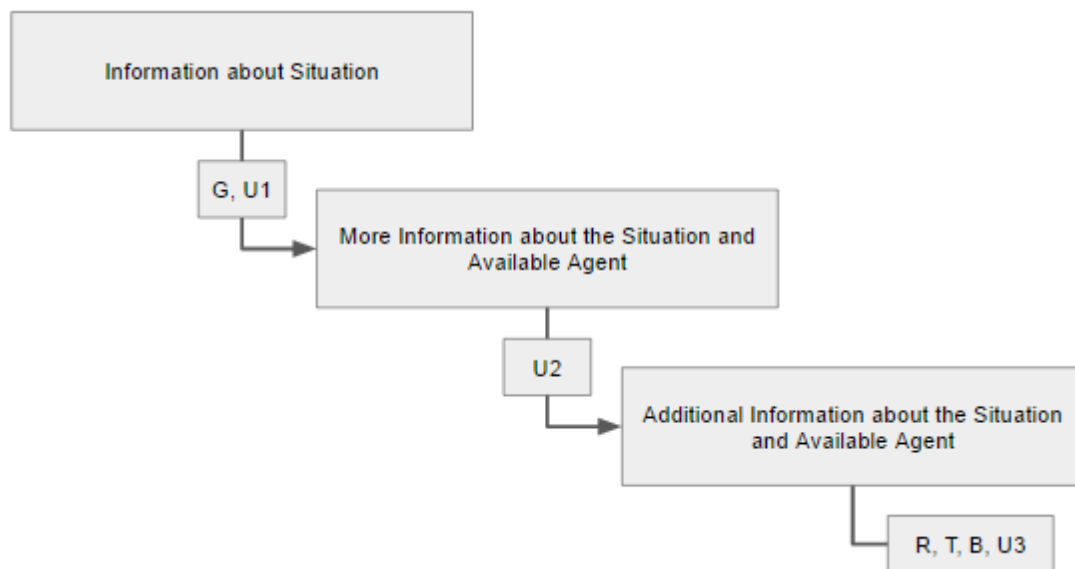 Information about Situation
G, U1
More Information about the Situation and
Available Agent
U2
Additional Information about the Situation
and Available Agent
R, T, B, U3